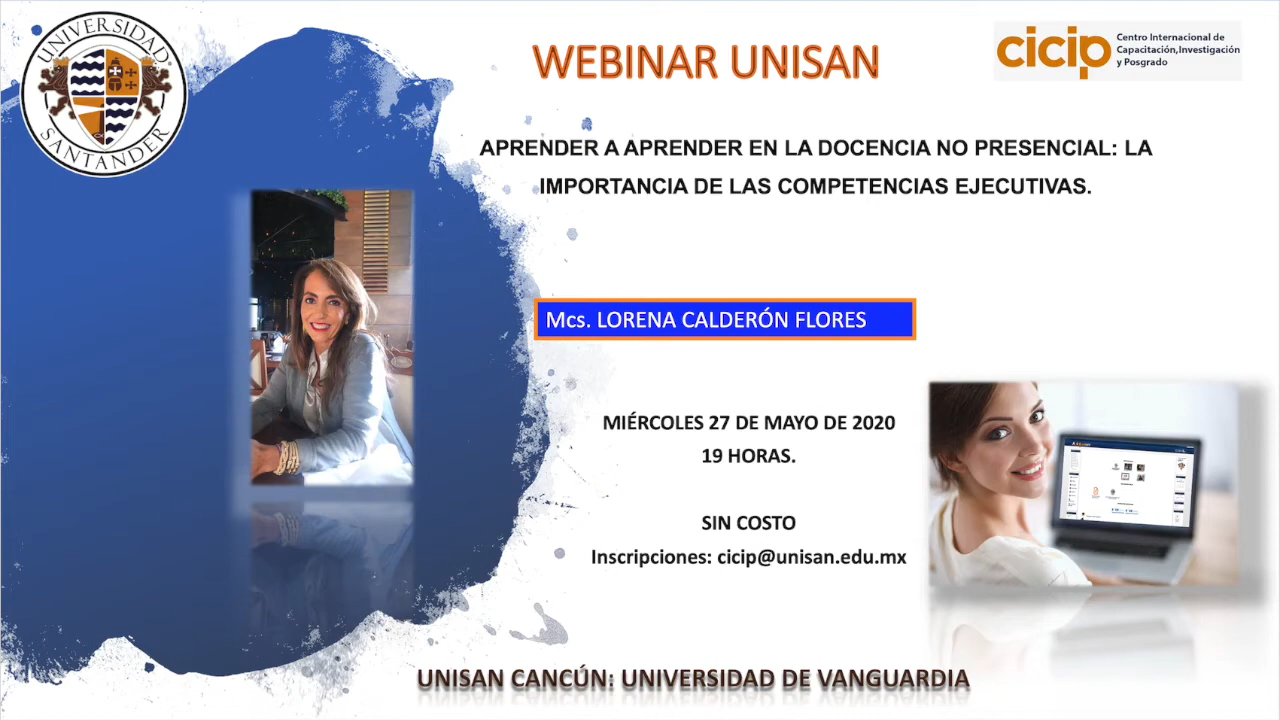 UNIVERSIDAD
SANTANDER
WEBINAR UNISAN
cicip
Centro Internacional de
Capacitación,Investigación
y Posgrado
APRENDER A APRENDER EN LA DOCENCIA NO PRESENCIAL: LA
IMPORTANCIA DE LAS COMPETENCIAS EJECUTIVAS.
Mcs. LORENA CALDERÓN FLORES
MIÉRCOLES 27 DE MAYO DE 2020
19 HORAS.
SIN COSTO
Inscripciones: cicip@unisan.edu.mx
UNISAN CANCÚN: UNIVERSIDAD DE VANGUARDIA